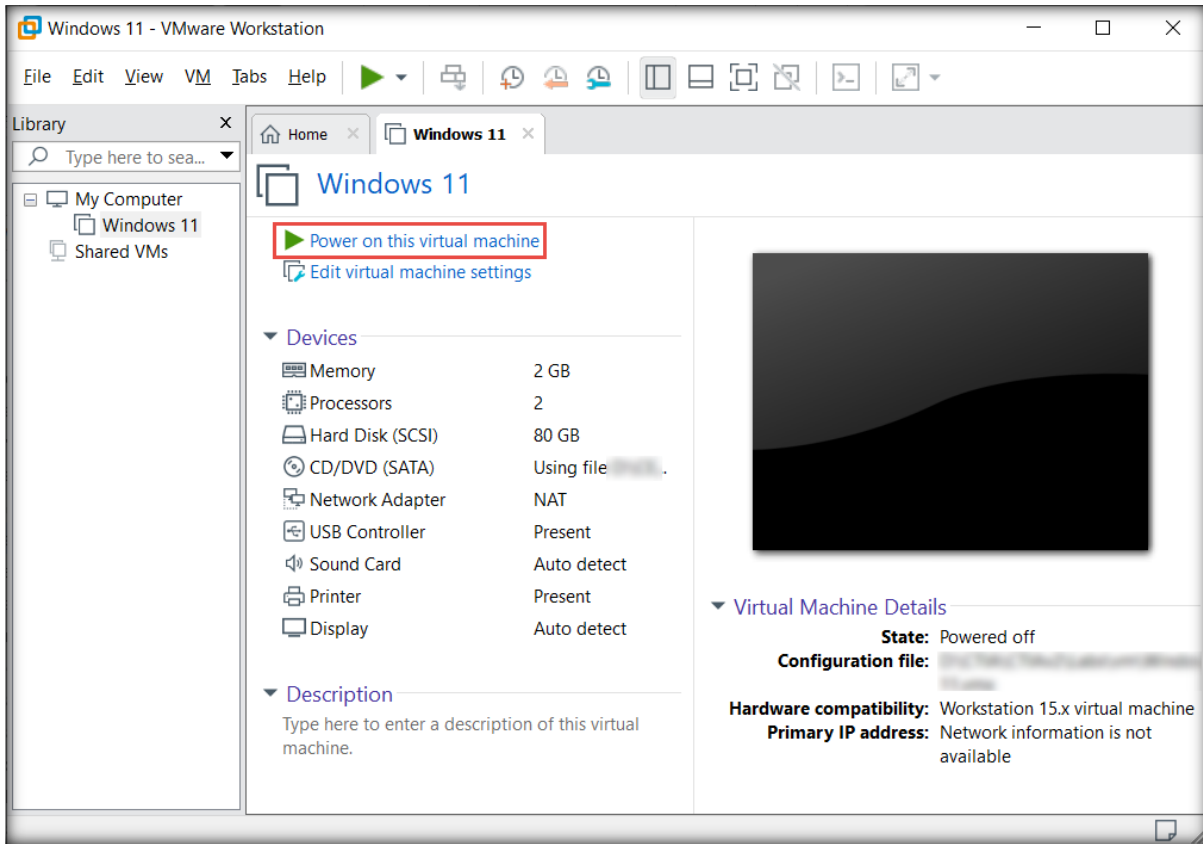 Windows 11 - VMware Workstation
File Edit View VM Tabs Help
Library X
Type here to sea...
My Computer
Windows 11
Shared VMs
Home
Windows 11
Windows 11
Power on this virtual machine
Edit virtual machine settings
Devices
Memory 2 GB
Processors 2
Hard Disk (SCSI) 80 GB
CD/DVD (SATA) Using file
Network Adapter NAT
USB Controller Present
Sound Card Auto detect
Printer Present
Display Auto detect
Description
Type here to enter a description of this virtual
machine.
Virtual Machine Details
State: Powered off
Configuration file:
Hardware compatibility: Workstation 15.x virtual machine
Primary IP address: Network information is not
available